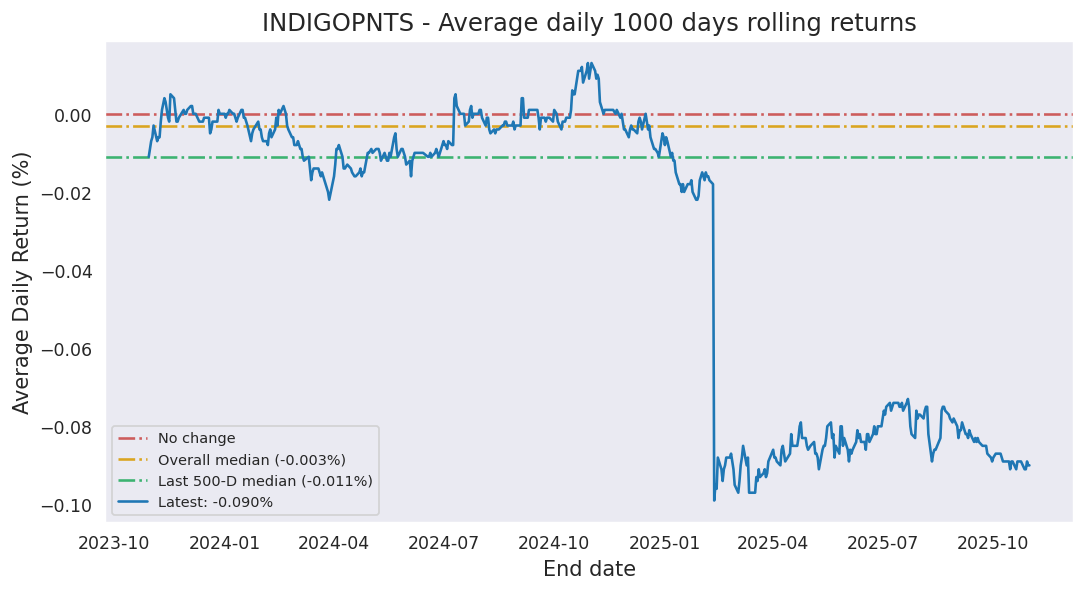 INDIGOPNTS - Average daily 1000 days rolling returns
Average Daily Return (%)
0.00
−0.02
−0.04
−0.06
−0.08
−0.10
No change
Overall median (-0.003%)
Last 500-D median (-0.011%)
Latest: -0.090%
2023-10 2024-01 2024-04 2024-07 2024-10 2025-01 2025-04 2025-07 2025-10
End date